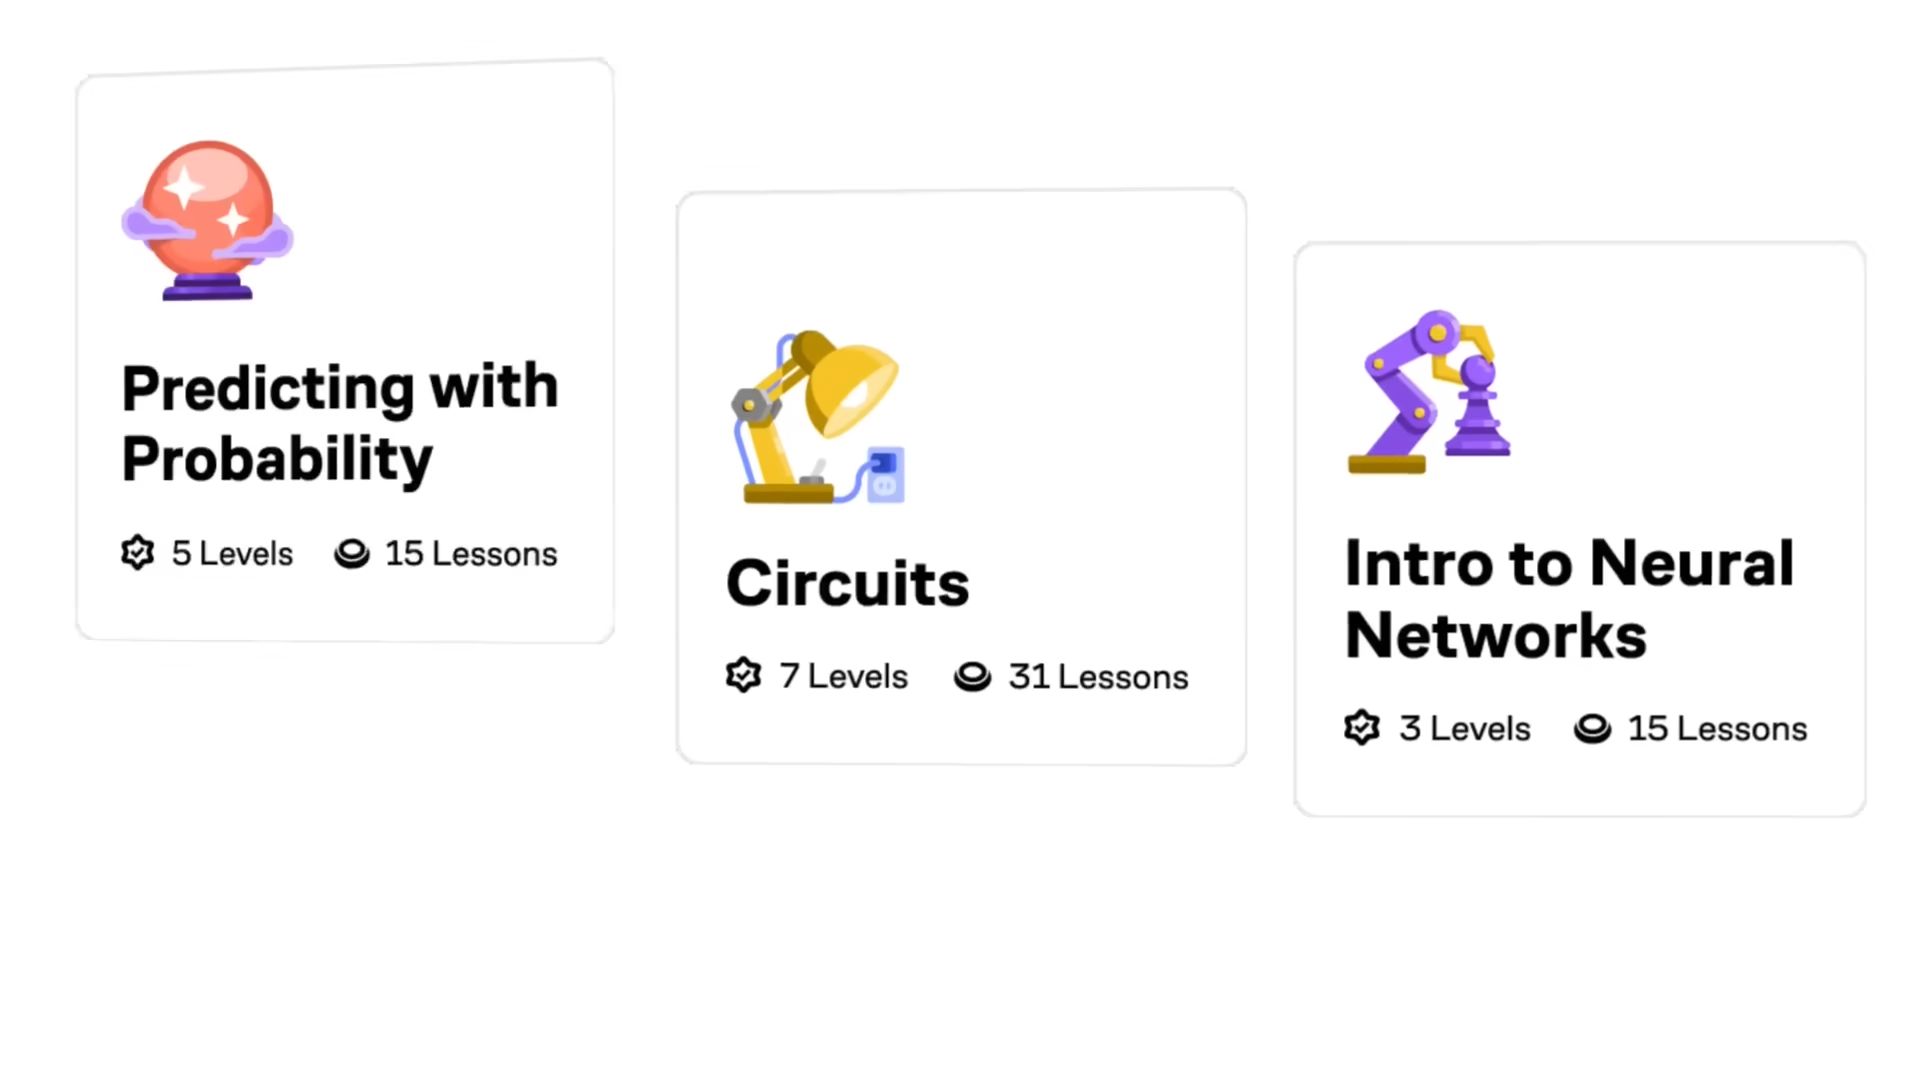 Predicting with
Probability
5 Levels
15 Lessons
Circuits
7 Levels
31 Lessons
Intro to Neural
Networks
3 Levels
15 Lessons